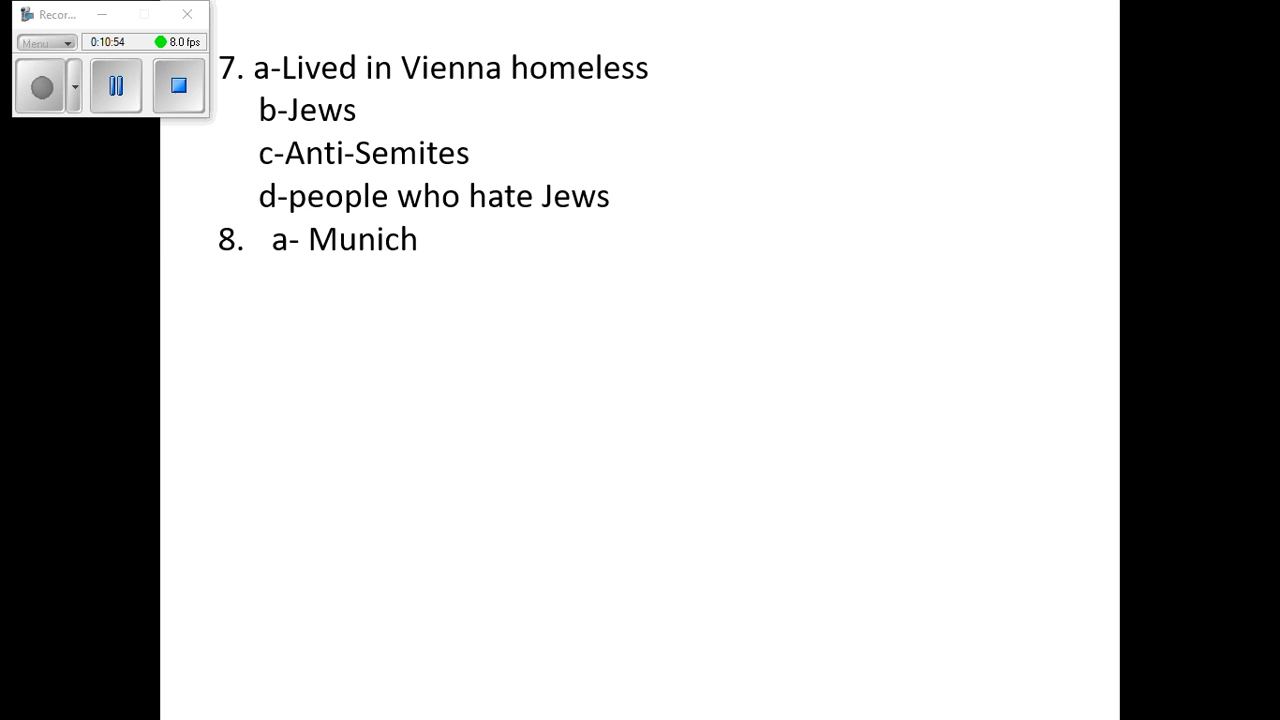 Recor...
Menu
0:10:54
8.0 fps
7. a-Lived in Vienna homeless
b-Jews
c-Anti-Semites
d-people who hate Jews
8. a- Munich